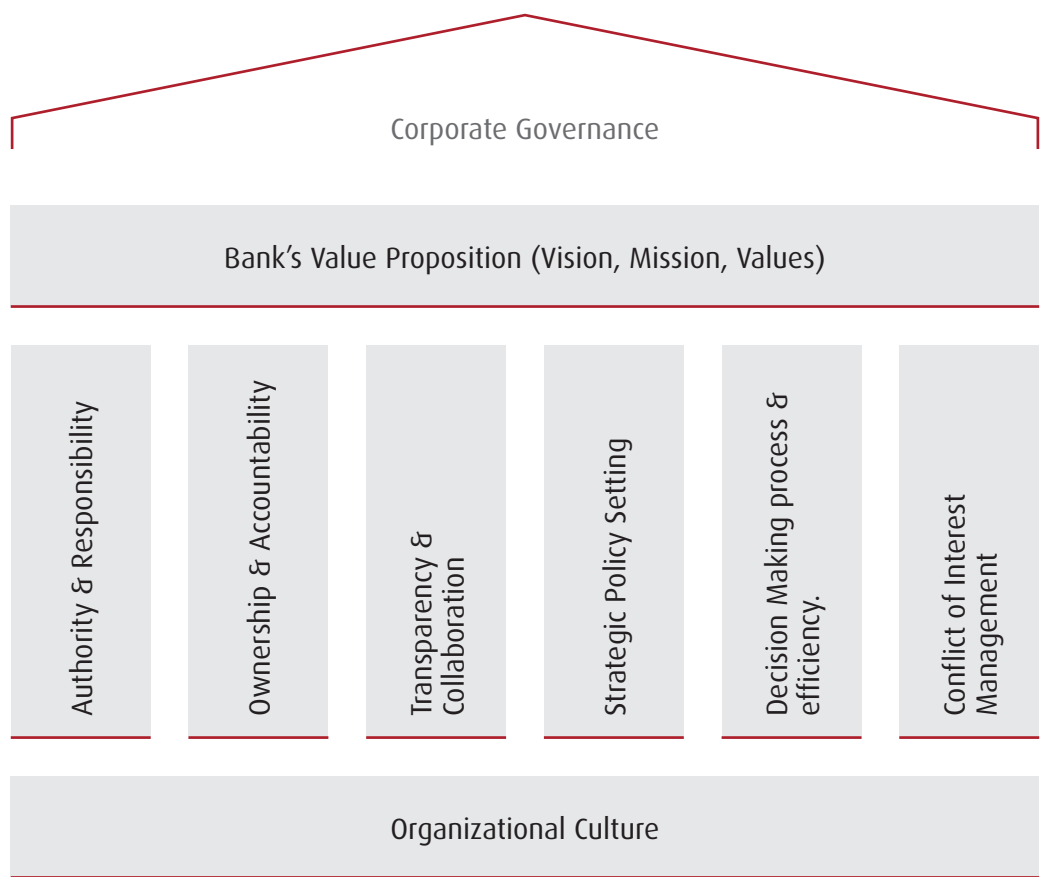 Corporate Governance
Bank’s Value Proposition (Vision, Mission, Values)
Authority & Responsibility
Ownership & Accountability
Transparency &
Collaboration
Strategic Policy Setting
Decision Making process &
efficiency.
Conflict of Interest
Management
Organizational Culture